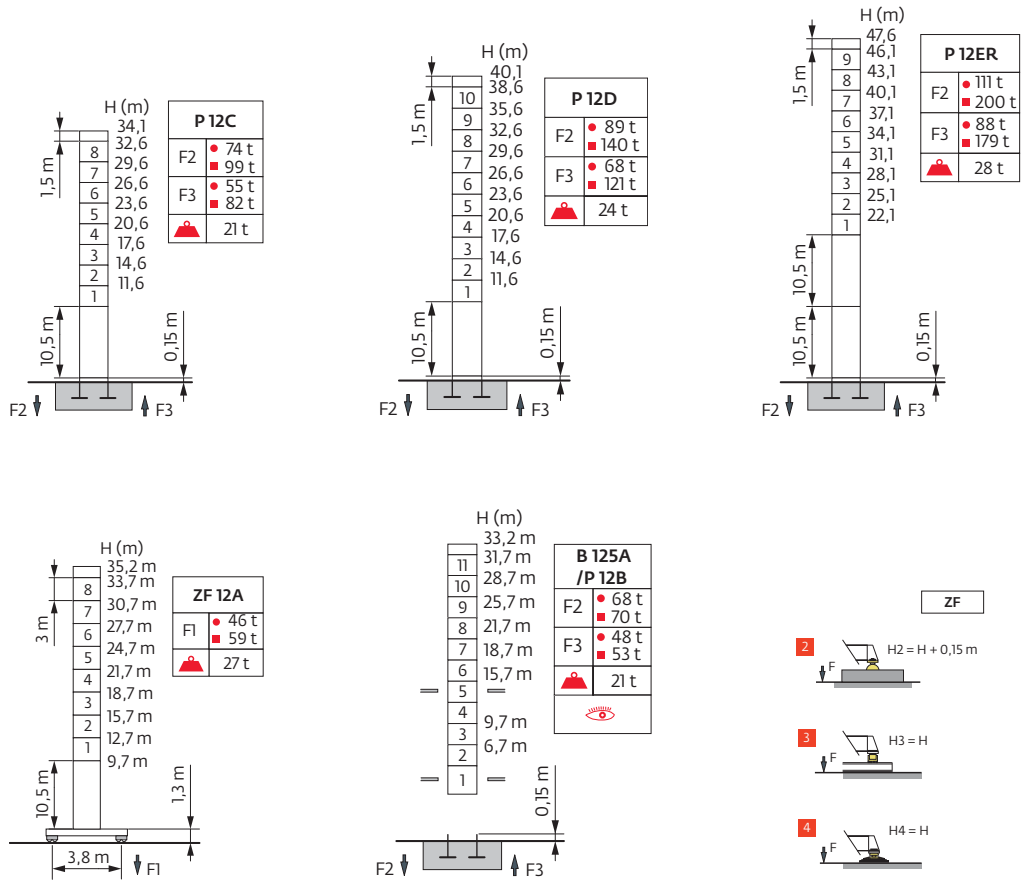 H (m)
34,1
32,6
29,6
26,6
23,6
20,6
17,6
14,6
11,6
1,5 m
8
7
6
5
4
3
2
1
10,5 m
0,15 m
F2
F3
P 12C
F2 ● 74 t
■ 99 t
F3 ● 55 t
■ 82 t
21 t
H (m)
40,1
38,6
35,6
32,6
29,6
26,6
23,6
20,6
17,6
14,6
11,6
1,5 m
10
9
8
7
6
5
4
3
2
1
10,5 m
0,15 m
F2
F3
P 12D
F2 ● 89 t
■ 140 t
F3 ● 68 t
■ 121 t
24 t
H (m)
47,6
46,1
43,1
40,1
37,1
34,1
31,1
28,1
25,1
22,1
1,5 m
9
8
7
6
5
4
3
2
1
10,5 m
10,5 m
0,15 m
F2
F3
P 12ER
F2 ● 111 t
■ 200 t
F3 ● 88 t
■ 179 t
28 t
H (m)
35,2 m
33,7 m
30,7 m
27,7 m
24,7 m
21,7 m
18,7 m
15,7 m
12,7 m
9,7 m
3 m
8
7
6
5
4
3
2
1
10,5 m
1,3 m
3,8 m
F1
ZF 12A
F1 ● 46 t
■ 59 t
27 t
H (m)
33,2 m
31,7 m
28,7 m
25,7 m
21,7 m
18,7 m
15,7 m
9,7 m
6,7 m
11
10
9
8
7
6
5
4
3
2
1
0,15 m
F2
F3
B 125A
/P 12B
F2 ● 68 t
■ 70 t
F3 ● 48 t
■ 53 t
21 t
ZF
2
F
H2 = H + 0,15 m
3
F
H3 = H
4
F
H4 = H